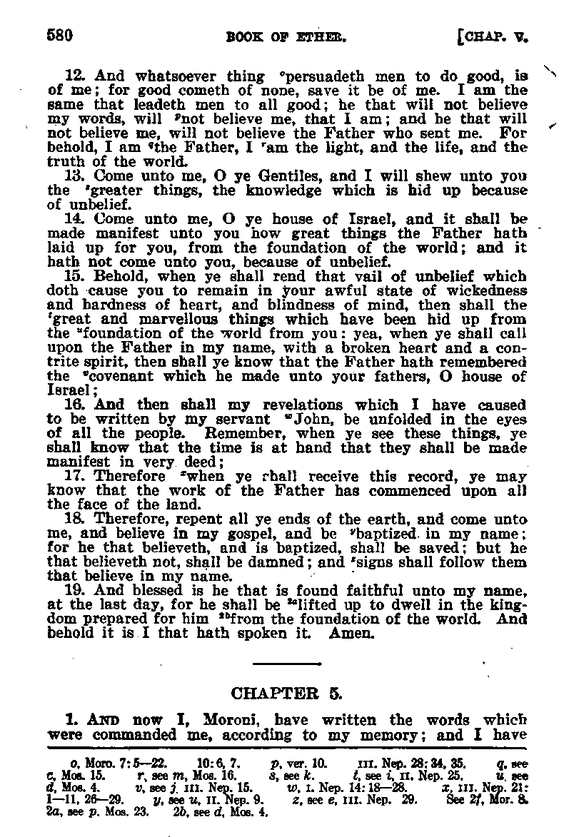 580 BOOK OF ETHER. [CHAP. V.
12. And whatsoever thing ᵒpersuadeth men to do good, is
of me; for good cometh of none, save it be of me. I am the
same that leadeth men to all good; he that will not believe
my words, will ᵖnot believe me, that I am; and he that will
not believe me, will not believe the Father who sent me. For
behold, I am qthe Father, I ʳam the light, and the life, and the
truth of the world.
13. Come unto me, O ye Gentiles, and I will shew unto you
the ˢgreater things, the knowledge which is hid up because
of unbelief.
14. Come unto me, O ye house of Israel, and it shall be
made manifest unto you how great things the Father hath
laid up for you, from the foundation of the world; and it
hath not come unto you, because of unbelief.
15. Behold, when ye shall rend that vail of unbelief which
doth cause you to remain in your awful state of wickedness
and hardness of heart, and blindness of mind, then shall the
ᵗgreat and marvellous things which have been hid up from
the ᵘfoundation of the world from you: yea, when ye shall call
upon the Father in my name, with a broken heart and a con-
trite spirit, then shall ye know that the Father hath remembered
the ᵛcovenant which he made unto your fathers, O house of
Israel;
16. And then shall my revelations which I have caused
to be written by my servant ʷJohn, be unfolded in the eyes
of all the people. Remember, when ye see these things, ye
shall know that the time is at hand that they shall be made
manifest in very deed;
17. Therefore ˣwhen ye shall receive this record, ye may
know that the work of the Father has commenced upon all
the face of the land.
18. Therefore, repent all ye ends of the earth, and come unto
me, and believe in my gospel, and be ʸbaptized in my name;
for he that believeth, and is baptized, shall be saved; but he
that believeth not, shall be damned; and ᶻsigns shall follow them
that believe in my name.
19. And blessed is he that is found faithful unto my name,
at the last day, for he shall be ²ᵃlifted up to dwell in the king-
dom prepared for him ²ᵇfrom the foundation of the world. And
behold it is I that hath spoken it. Amen.
CHAPTER 5.
1. AND now I, Moroni, have written the words which
were commanded me, according to my memory; and I have
o, Moro. 7:5—22. 10:6, 7. p, ver. 10. III. Nep. 28:34, 35. q, see
c, Mos. 15. r, see m, Mos. 16. s, see k. t, see i, II. Nep. 25. u, see
d, Mos. 4. v, see j, III. Nep. 15. w, I. Nep. 14:18—28. x, III. Nep. 21:
1—11, 26—29. y, see u, II. Nep. 9. z, see e, III. Nep. 29. See 2f, Mor. 8.
2a, see p. Mos. 23. 2b, see d, Mos. 4.